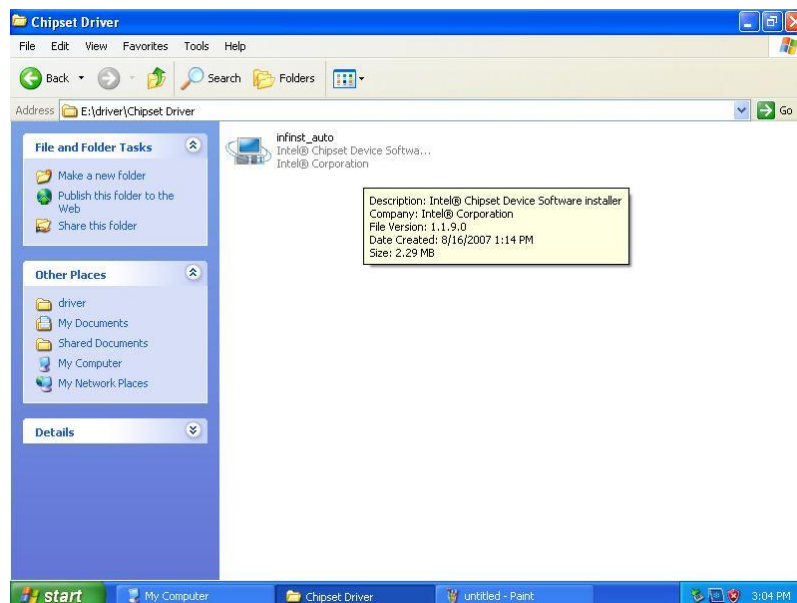 Chipset Driver
File Edit View Favorites Tools Help
Back Search Folders
Address E:\driver\Chipset Driver Go
File and Folder Tasks
Make a new folder
Publish this folder to the
Web
Share this folder
Other Places
driver
My Documents
Shared Documents
My Computer
My Network Places
Details
infinst_auto
Intel® Chipset Device Softwa...
Intel® Corporation
Description: Intel® Chipset Device Software installer
Company: Intel® Corporation
File Version: 1.1.9.0
Date Created: 8/16/2007 1:14 PM
Size: 2.29 MB
start My Computer Chipset Driver untitled - Paint 3:04 PM